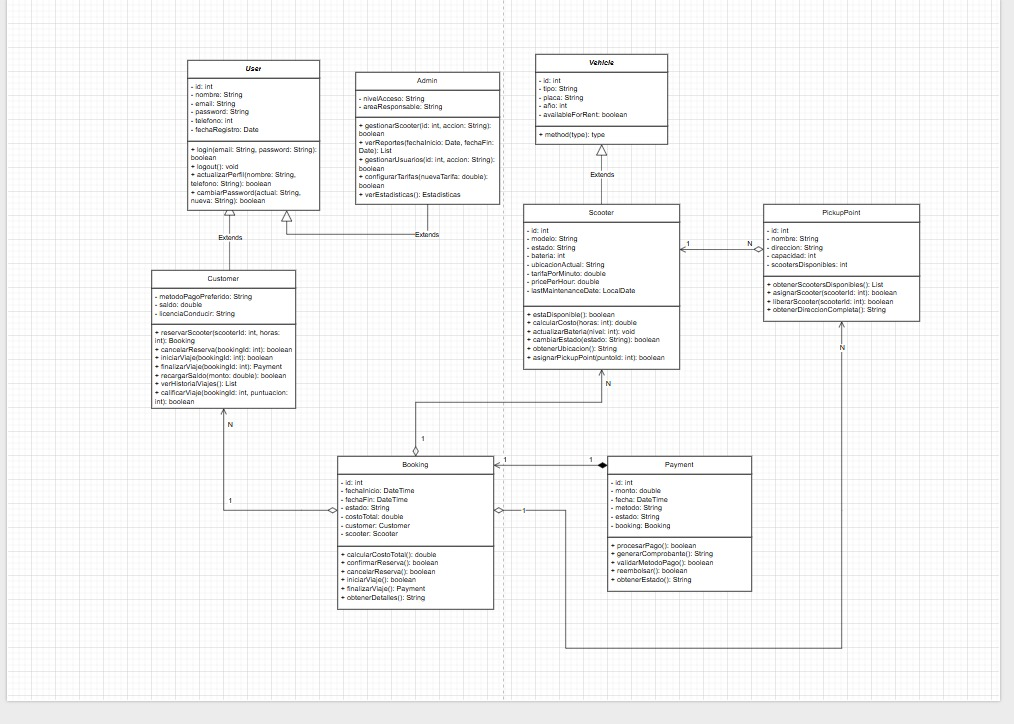 User
- id: int
- nombre: String
- email: String
- password: String
- telefono: int
- fechaRegistro: Date
+ login(email: String, password: String):
boolean
+ logout(): void
+ actualizarPerfil(nombre: String,
telefono: String): boolean
+ cambiarPassword(actual: String,
nueva: String): boolean
Admin
- nivelAcceso: String
- areaResponsable: String
+ gestionarScooter(id: int, accion: String):
boolean
+ verReportes(fechaInicio: Date, fechaFin:
Date): List
+ gestionarUsuarios(id: int, accion: String):
boolean
+ configurarTarifas(nuevaTarifa: double):
boolean
+ verEstadisticas(): Estadisticas
Vehicle
- id: int
- tipo: String
- placa: String
- año: int
- availableForRent: boolean
+ method(type): type
Extends
Extends
Extends
Customer
- metodoPagoPreferido: String
- saldo: double
- licenciaConducir: String
+ reservarScooter(scooterId: int, horas:
int): Booking
+ cancelarReserva(bookingId: int): boolean
+ iniciarViaje(bookingId: int): boolean
+ finalizarViaje(bookingId: int): Payment
+ recargarSaldo(monto: double): boolean
+ verHistorialViajes(): List
+ calificarViaje(bookingId: int, puntuacion:
int): boolean
Scooter
- id: int
- modelo: String
- estado: String
- bateria: int
- ubicacionActual: String
- tarifaPorMinuto: double
- pricePerHour: double
- lastMaintenanceDate: LocalDate
+ estaDisponible(): boolean
+ calcularCosto(horas: int): double
+ actualizarBateria(nivel: int): void
+ cambiarEstado(estado: String): boolean
+ obtenerUbicacion(): String
+ asignarPickupPoint(puntoId: int): boolean
1
N
PickupPoint
- id: int
- nombre: String
- direccion: String
- capacidad: int
- scootersDisponibles: int
+ obtenerScootersDisponibles(): List
+ asignarScooter(scooterId: int): boolean
+ liberarScooter(scooterId: int): boolean
+ obtenerDireccionCompleta(): String
N
N
N
1
1
Booking
- id: int
- fechaInicio: DateTime
- fechaFin: DateTime
- estado: String
- costoTotal: double
- customer: Customer
- scooter: Scooter
+ calcularCostoTotal(): double
+ confirmarReserva(): boolean
+ cancelarReserva(): boolean
+ iniciarViaje(): boolean
+ finalizarViaje(): Payment
+ obtenerDetalles(): String
1
1
1
Payment
- id: int
- monto: double
- fecha: DateTime
- metodo: String
- estado: String
- booking: Booking
+ procesarPago(): boolean
+ generarComprobante(): String
+ validarMetodoPago(): boolean
+ reembolsar(): boolean
+ obtenerEstado(): String